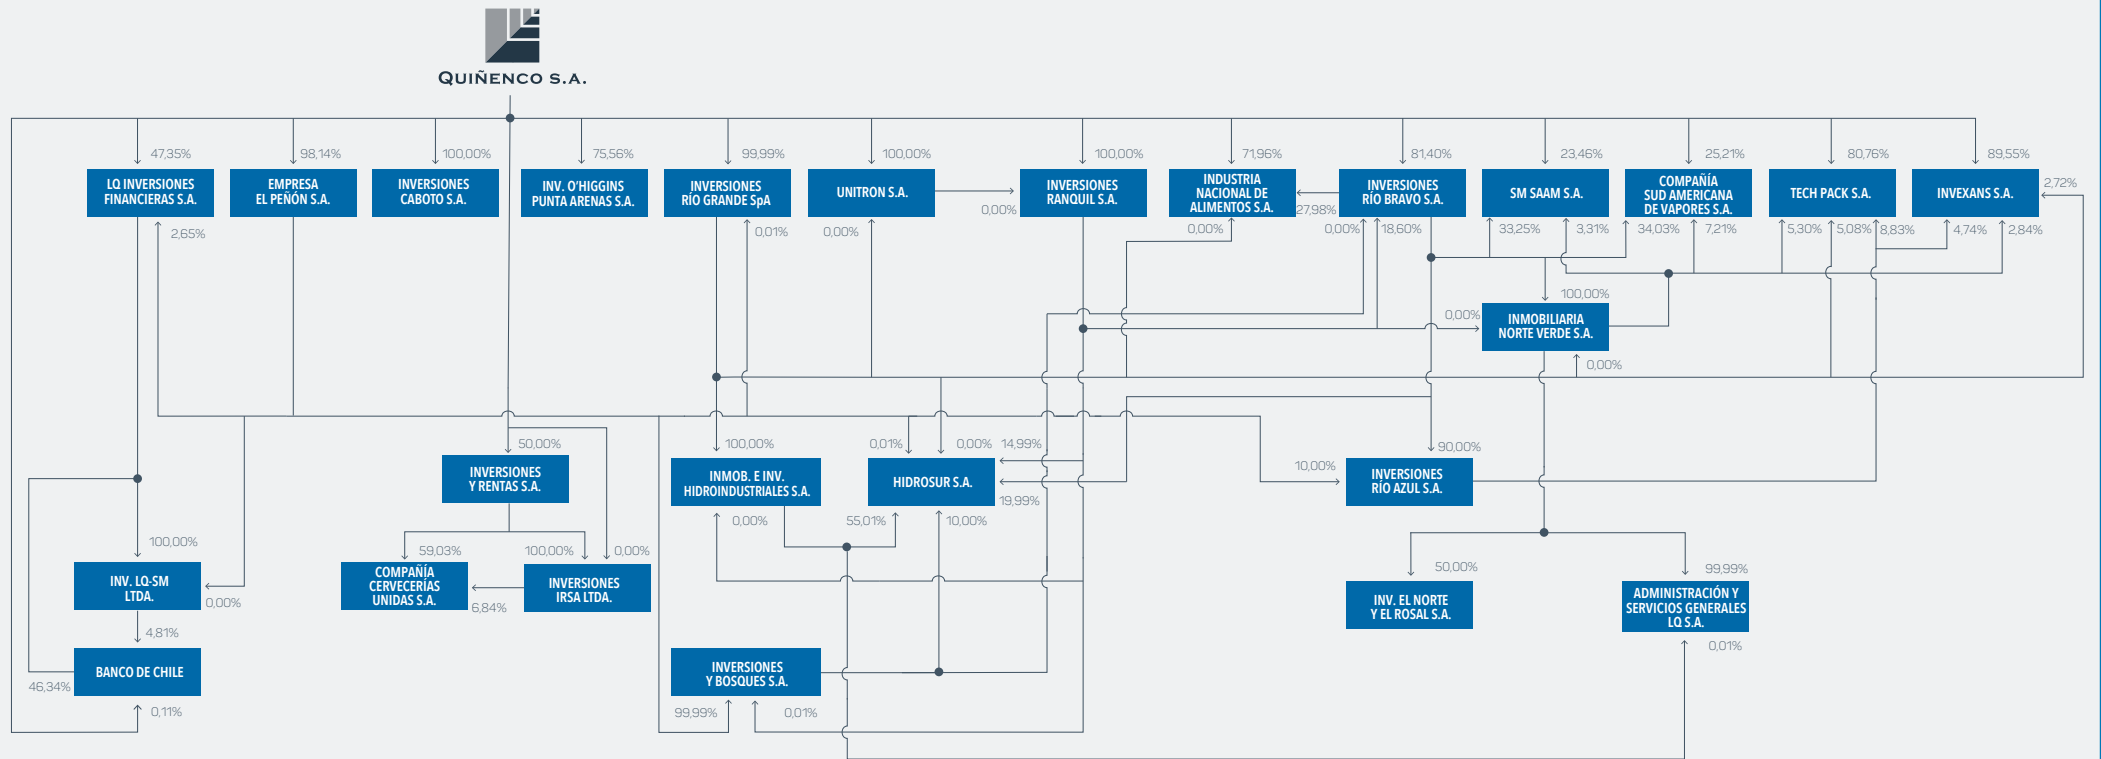 QUIÑENCO S.A.
47,35%
98,14%
100,00%
75,56%
99,99%
100,00%
100,00%
71,96%
81,40%
23,46%
25,21%
80,76%
89,55%
LQ INVERSIONES
FINANCIERAS S.A.
EMPRESA
EL PEÑÓN S.A.
INVERSIONES
CABOTO S.A.
INV. O'HIGGINS
PUNTA ARENAS S.A.
INVERSIONES
RÍO GRANDE SpA
UNITRON S.A.
INVERSIONES
RANQUIL S.A.
INDUSTRIA
NACIONAL DE
ALIMENTOS S.A.
INVERSIONES
RÍO BRAVO S.A.
SM SAAM S.A.
COMPAÑÍA
SUD AMERICANA
DE VAPORES S.A.
TECH PACK S.A.
INVEXANS S.A.
2,72%
0,00%
27,98%
2,65%
0,01%
0,00%
0,00%
0,00%
18,60%
33,25%
3,31%
34,03%
7,21%
5,30%
5,08%
8,83%
4,74%
2,84%
100,00%
0,00%
INMOBILIARIA
NORTE VERDE S.A.
0,00%
50,00%
100,00%
0,01%
0,00%
14,99%
90,00%
10,00%
INVERSIONES
Y RENTAS S.A.
INMOB. E INV.
HIDROINDUSTRIALES S.A.
HIDROSUR S.A.
INVERSIONES
RÍO AZUL S.A.
19,99%
0,00%
55,01%
10,00%
100,00%
59,03%
100,00%
0,00%
50,00%
99,99%
INV. LQ-SM
LTDA.
0,00%
COMPAÑÍA
CERVECERÍAS
UNIDAS S.A.
6,84%
INVERSIONES
IRSA LTDA.
INV. EL NORTE
Y EL ROSAL S.A.
ADMINISTRACIÓN Y
SERVICIOS GENERALES
LQ S.A.
4,81%
0,01%
BANCO DE CHILE
INVERSIONES
Y BOSQUES S.A.
46,34%
0,11%
99,99%
0,01%